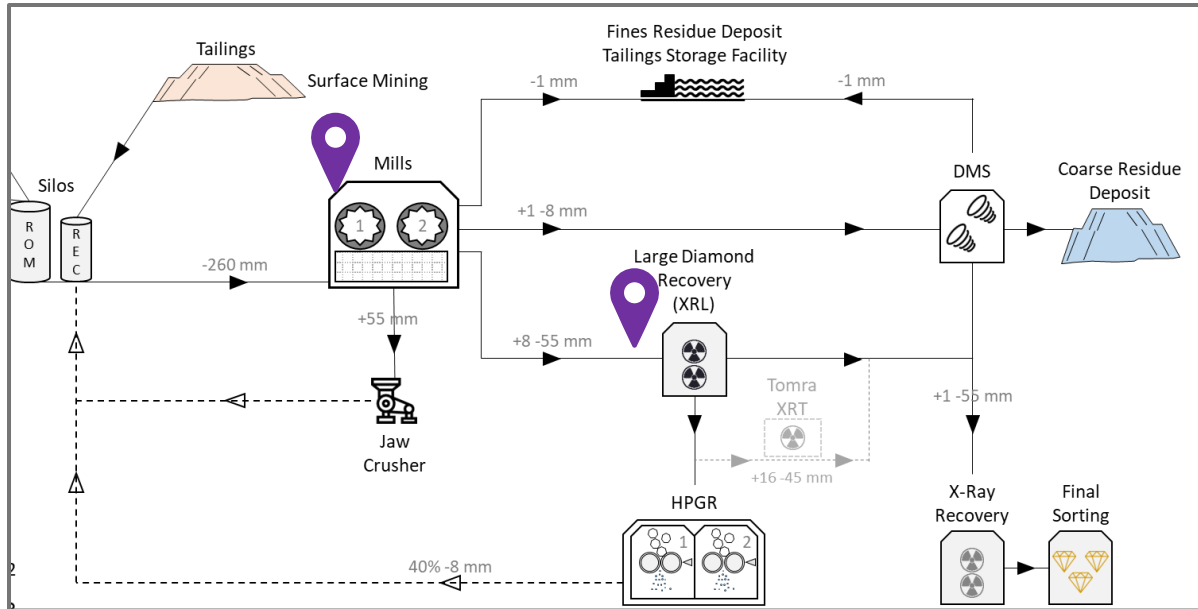 Fines Residue Deposit
Tailings Storage Facility
Tailings
Surface Mining
-1 mm
-1 mm
Mills
1
2
DMS
Coarse Residue
Deposit
Silos
ROM
REC
+1 -8 mm
-260 mm
Large Diamond
Recovery
(XRL)
+55 mm
+8 -55 mm
Tomra
XRT
+1 -55 mm
+16 -45 mm
Jaw
Crusher
HPGR
1
2
X-Ray
Recovery
Final
Sorting
40% -8 mm